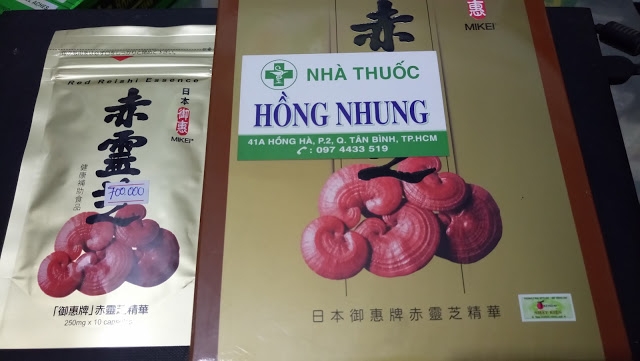 Red Reishi Essence
日本御惠
MIKEI
赤靈芝
健康補助食品
700.000
「御惠牌」赤靈芝精華
250mg x 10 capsules
赤
惠
MIKEI
NHÀ THUỐC
HỒNG NHUNG
41A HỒNG HÀ, P.2, Q. TÂN BÌNH, TP.HCM
: 097 4433 519
日本御惠牌赤靈芝精華